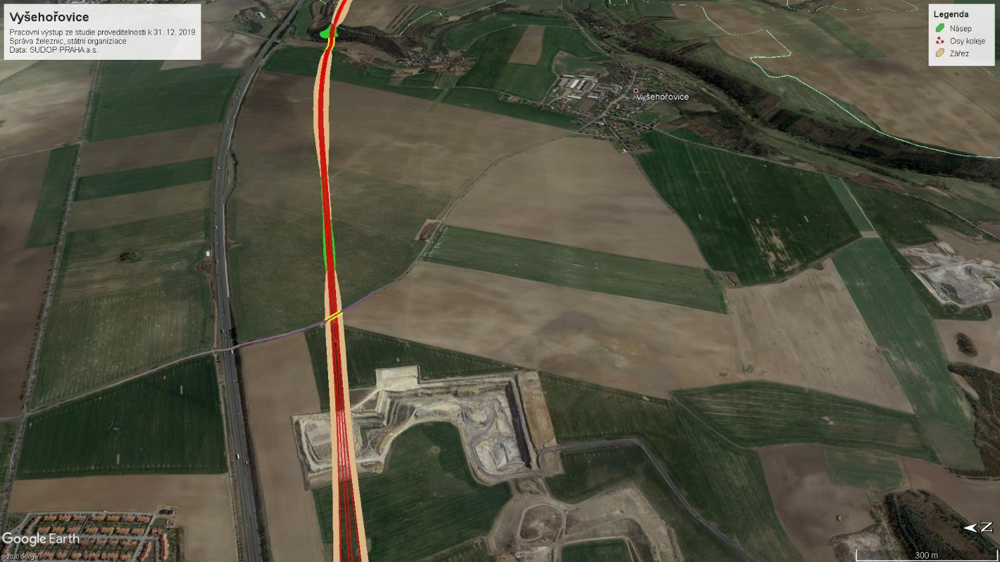 Vyšehořovice
Pracovní výstup ze studie proveditelnosti k 31. 12. 2019
Správa železnic, státní organiziace
Data: SUDOP PRAHA a.s.
Legenda
Násep
Osy koleje
Zářez
Vyšehořovice
Google Earth
© 2020 Google
N
300 m